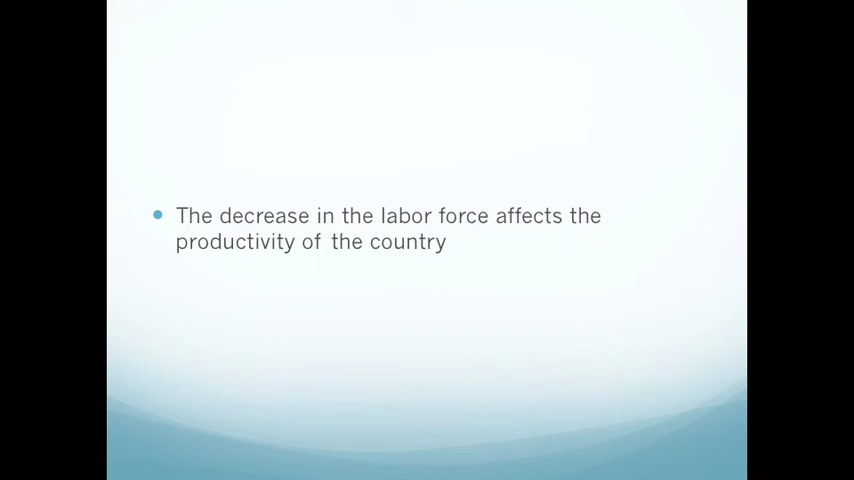 The decrease in the labor force affects the
productivity of the country